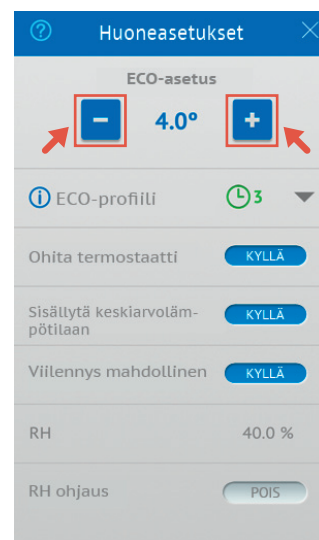 ? Huoneasetukset ×
ECO-asetus
− 4.0° +
i ECO-profiili 3
Ohita termostaatti KYLLÄ
Sisällytä keskiarvoläm-
pötilaan KYLLÄ
Viilennys mahdollinen KYLLÄ
RH 40.0 %
RH ohjaus POIS